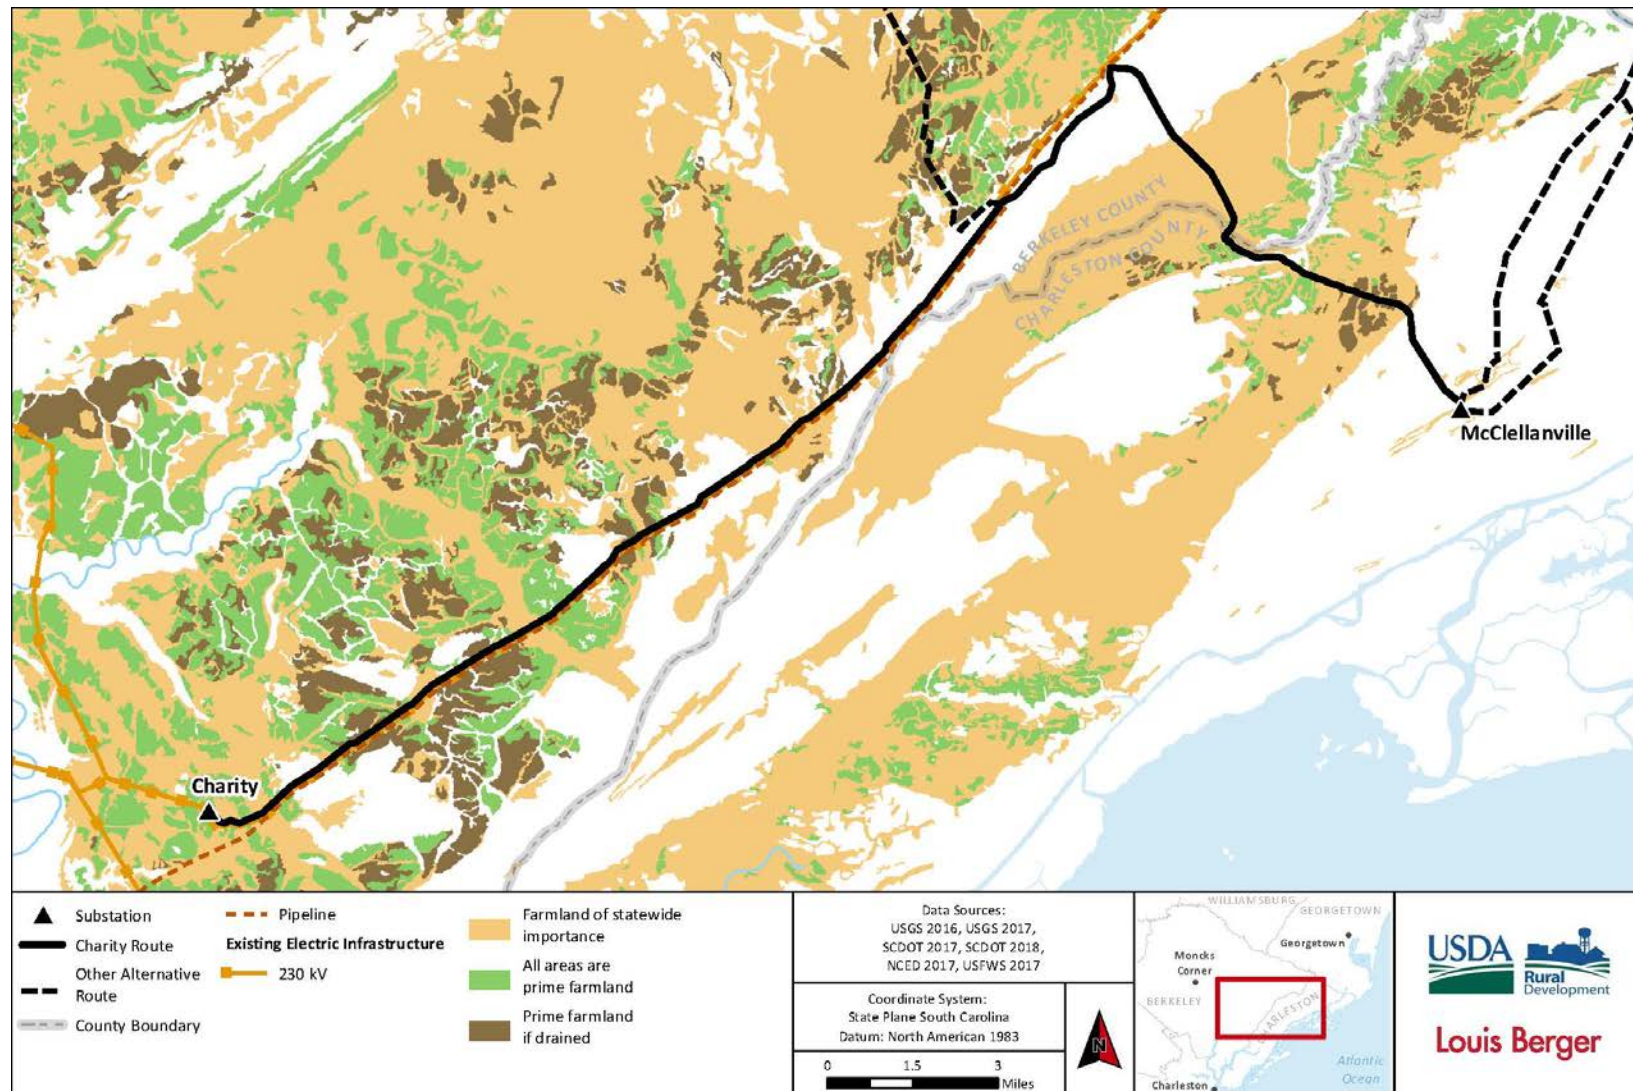 BERKELEY COUNTY
CHARLESTON COUNTY
McClellanville
Charity
Substation
Charity Route
Other Alternative
Route
County Boundary
Pipeline
Existing Electric Infrastructure
230 kV
Farmland of statewide
importance
All areas are
prime farmland
Prime farmland
if drained
Data Sources:
USGS 2016, USGS 2017,
SCDOT 2017, SCDOT 2018,
NCED 2017, USFWS 2017
Coordinate System:
State Plane South Carolina
Datum: North American 1983
0 1.5 3
Miles
N
WILLIAMSBURG
GEORGETOWN
Georgetown
Moncks
Corner
BERKELEY
CHARLESTON
Atlantic
Ocean
Charleston
USDA
Rural
Development
Louis Berger